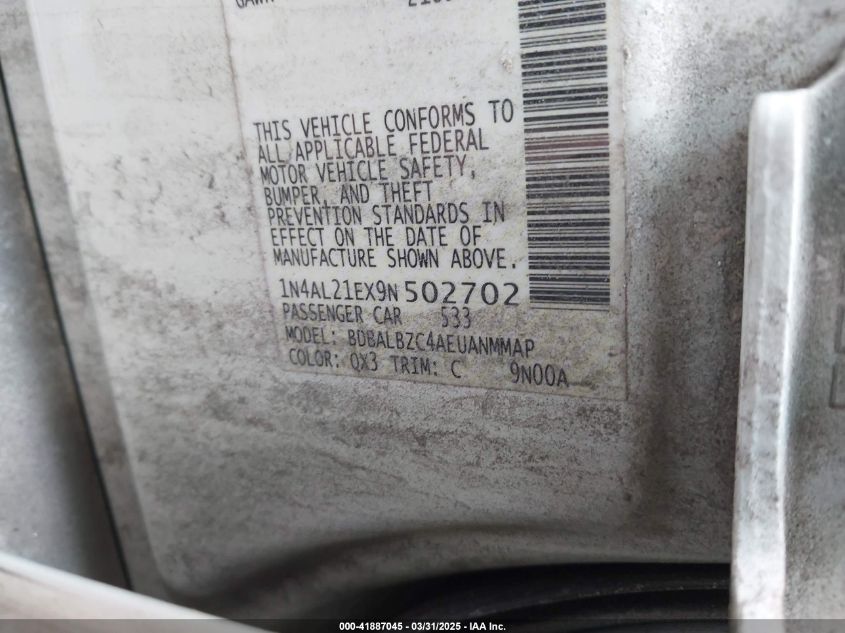 THIS VEHICLE CONFORMS TO
ALL APPLICABLE FEDERAL
MOTOR VEHICLE SAFETY,
BUMPER, AND THEFT
PREVENTION STANDARDS IN
EFFECT ON THE DATE OF
MANUFACTURE SHOWN ABOVE.
1N4AL21EX9N502702
PASSENGER CAR 533
MODEL: BDBALBZC4AEUANMMAP
COLOR: QX3 TRIM: C 9N00A
000-41887045 - 03/31/2025 - IAA Inc.